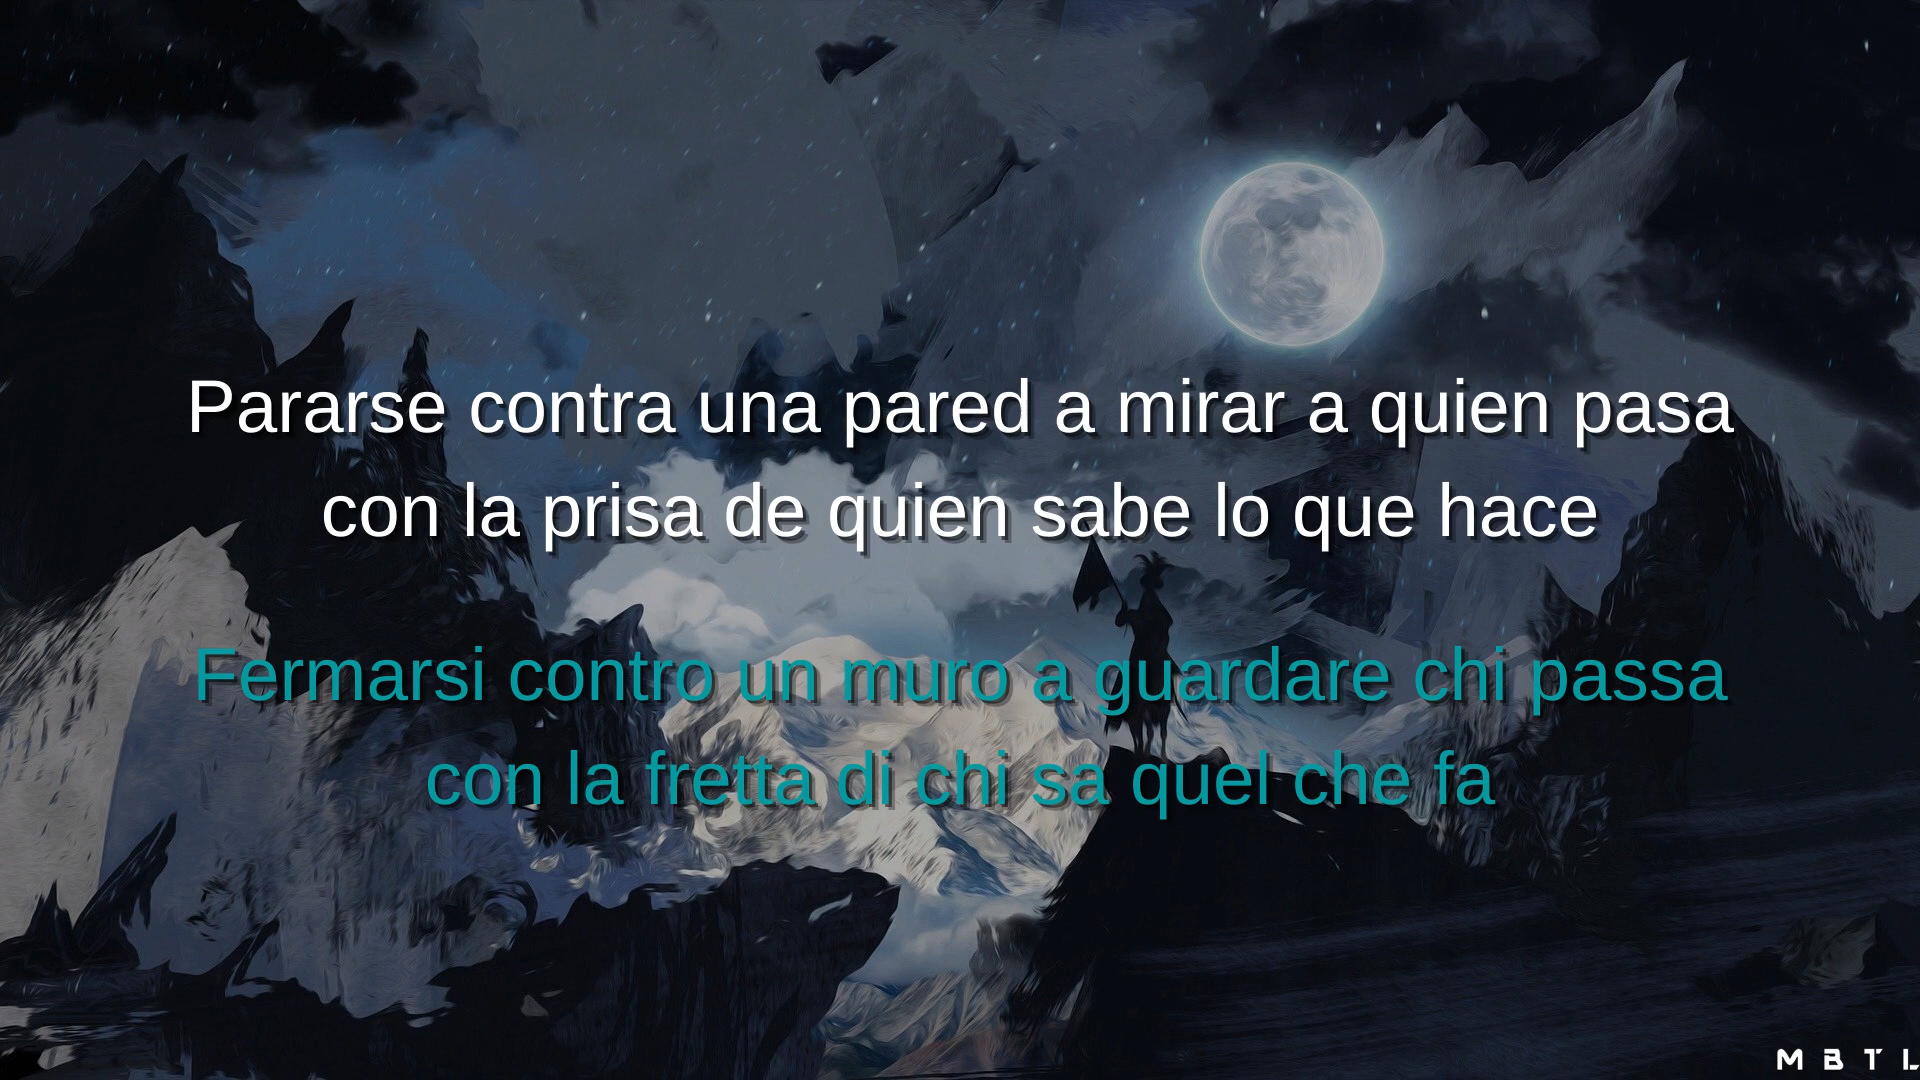 Pararse contra una pared a mirar a quien pasa
con la prisa de quien sabe lo que hace
Fermarsi contro un muro a guardare chi passa
con la fretta di chi sa quel che fa
MBTL